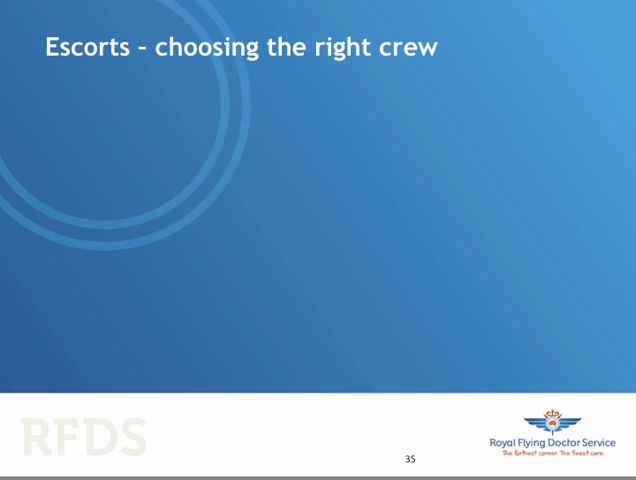 Escorts – choosing the right crew
RFDS
Royal Flying Doctor Service
The furthest corner. The finest care.
35